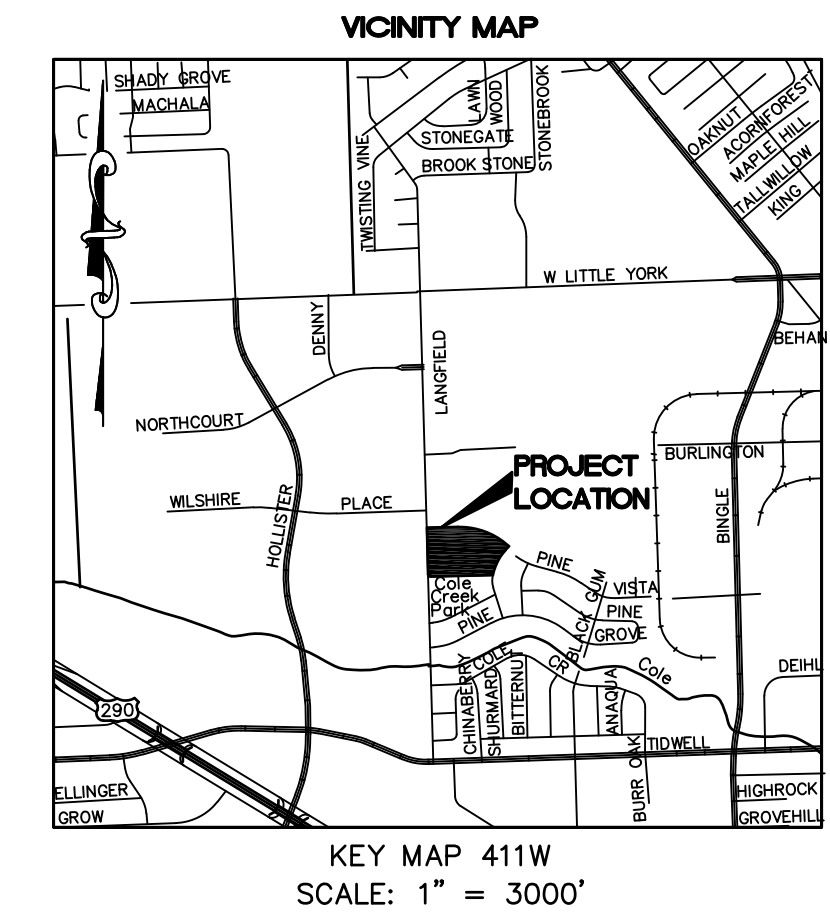 VICINITY MAP
SHADY GROVE
MACHALA
LAWN
WOOD
STONEBROOK
STONEGATE
BROOK STONE
TWISTING VINE
OAKNUT
ACORNFOREST
MAPLE HILL
TALLWILLOW
KING
W LITTLE YORK
DENNY
LANGFIELD
BEHAN
NORTHCOURT
BURLINGTON
PROJECT
LOCATION
WILSHIRE PLACE
HOLLISTER
BINGLE
PINE
VISTA
Cole
Creek
Park
PINE
BLACK GUM
PINE
GROVE
COLE CR
Cole
CHINABERRY
SHURMARD
BITTERNUT
ANAQUA
DEIHL
290
TIDWELL
BURR OAK
ELLINGER
GROW
HIGHROCK
GROVEHILL
KEY MAP 411W
SCALE: 1" = 3000'